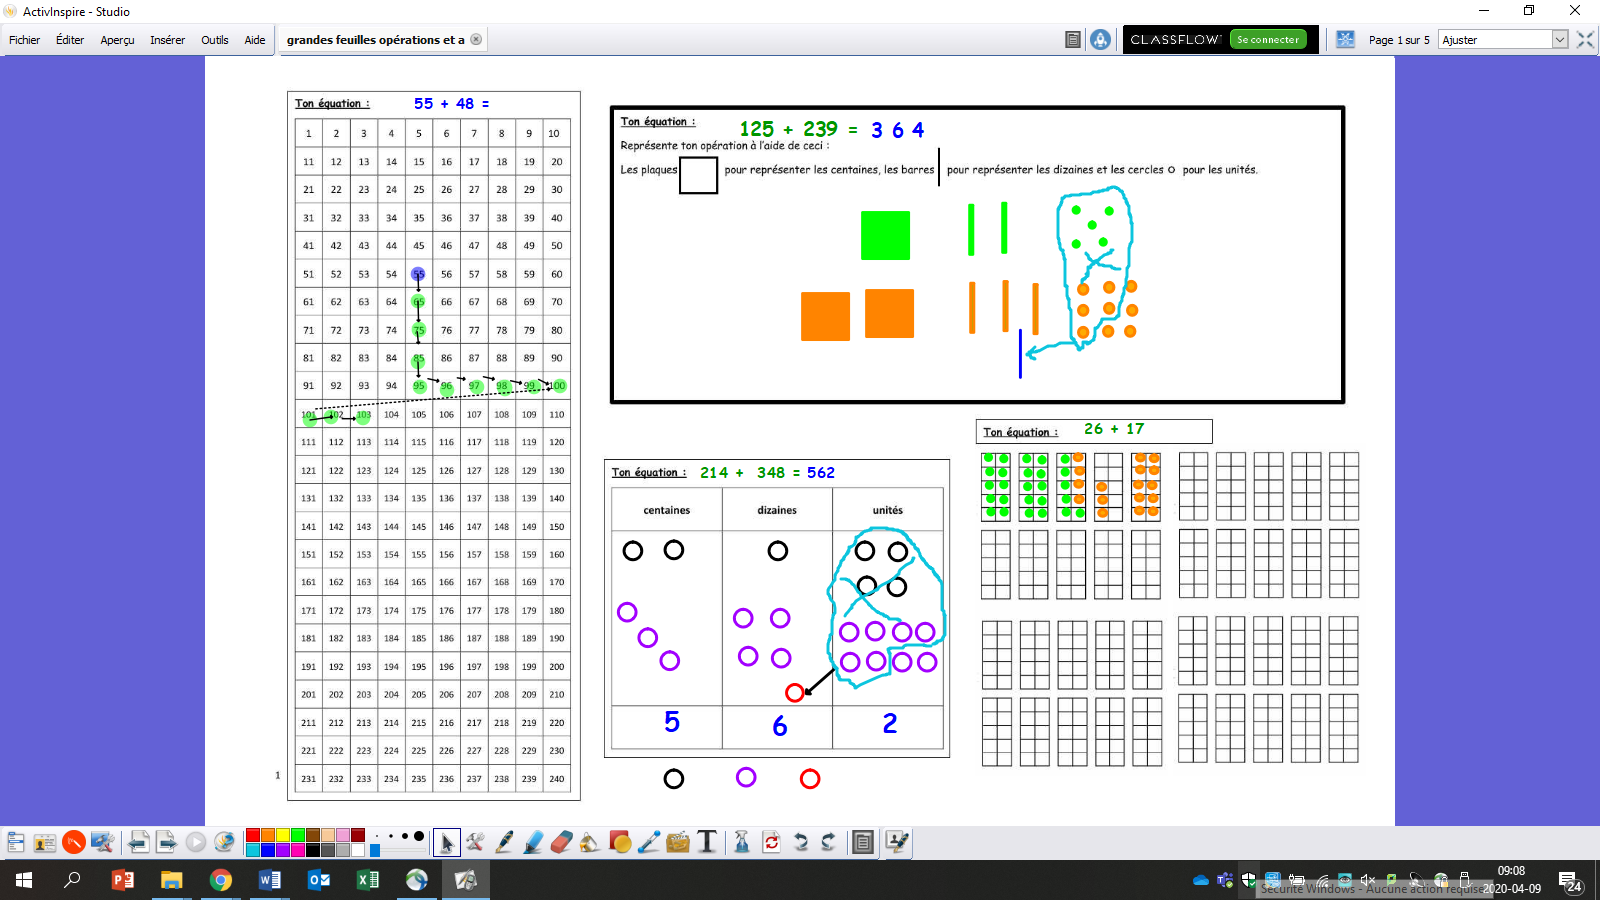 ActivInspire - Studio
Fichier Éditer Aperçu Insérer Outils Aide grandes feuilles opérations et a CLASSFLOW Se connecter Page 1 sur 5 Ajuster
Ton équation : 55 + 48 =
1 2 3 4 5 6 7 8 9 10
11 12 13 14 15 16 17 18 19 20
21 22 23 24 25 26 27 28 29 30
31 32 33 34 35 36 37 38 39 40
41 42 43 44 45 46 47 48 49 50
51 52 53 54 55 56 57 58 59 60
61 62 63 64 65 66 67 68 69 70
71 72 73 74 75 76 77 78 79 80
81 82 83 84 85 86 87 88 89 90
91 92 93 94 95 96 97 98 99 100
101 102 103 104 105 106 107 108 109 110
111 112 113 114 115 116 117 118 119 120
121 122 123 124 125 126 127 128 129 130
131 132 133 134 135 136 137 138 139 140
141 142 143 144 145 146 147 148 149 150
151 152 153 154 155 156 157 158 159 160
161 162 163 164 165 166 167 168 169 170
171 172 173 174 175 176 177 178 179 180
181 182 183 184 185 186 187 188 189 190
191 192 193 194 195 196 197 198 199 200
201 202 203 204 205 206 207 208 209 210
211 212 213 214 215 216 217 218 219 220
221 222 223 224 225 226 227 228 229 230
231 232 233 234 235 236 237 238 239 240
1
Ton équation : 125 + 239 = 3 6 4
Représente ton opération à l'aide de ceci :
Les plaques pour représenter les centaines, les barres pour représenter les dizaines et les cercles o pour les unités.
Ton équation : 214 + 348 = 562
centaines dizaines unités
5 6 2
Ton équation : 26 + 17
09:08
Sécurité Windows - Aucune action requise
2020-04-09
24